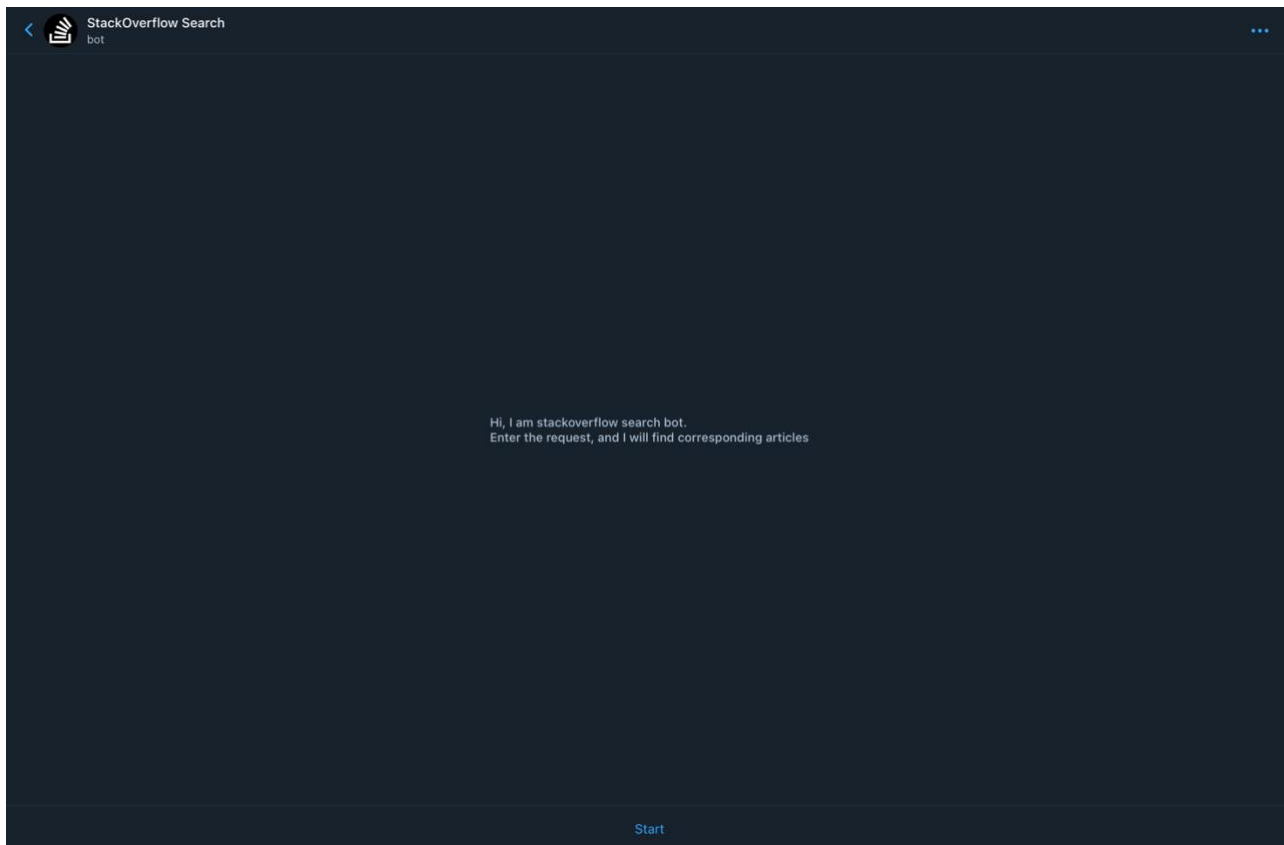 StackOverflow Search
bot
Hi, I am stackoverflow search bot.
Enter the request, and I will find corresponding articles
Start